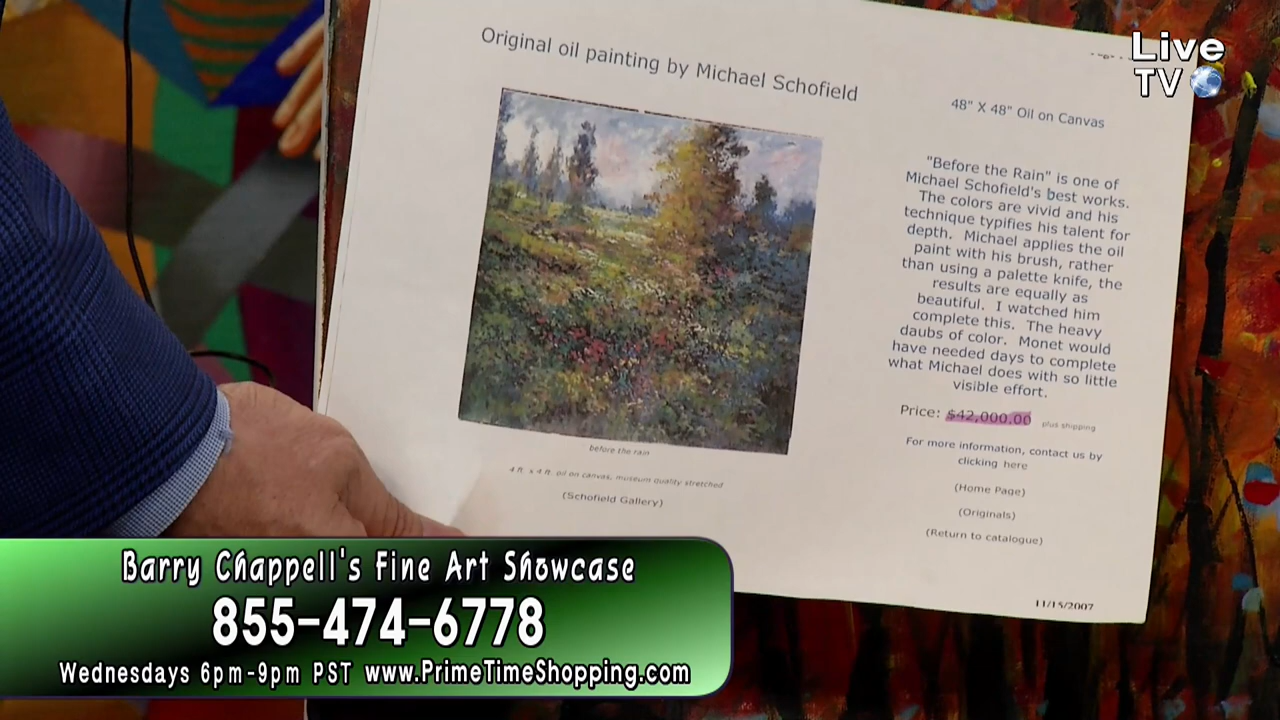 Live
TV
Original oil painting by Michael Schofield
48" X 48" Oil on Canvas
"Before the Rain" is one of
Michael Schofield's best works.
The colors are vivid and his
technique typifies his talent for
depth. Michael applies the oil
paint with his brush, rather
than using a palette knife, the
results are equally as
beautiful. I watched him
complete this. The heavy
daubs of color. Monet would
have needed days to complete
what Michael does with so little
visible effort.
Price: $42,000.00 plus shipping
For more information, contact us by
clicking here
(Home Page)
(Originals)
(Return to catalogue)
before the rain
4 ft. x 4 ft. oil on canvas, museum quality stretched
(Schofield Gallery)
11/15/2007
Barry Chappell's Fine Art Showcase
855-474-6778
Wednesdays 6pm-9pm PST www.PrimeTimeShopping.com